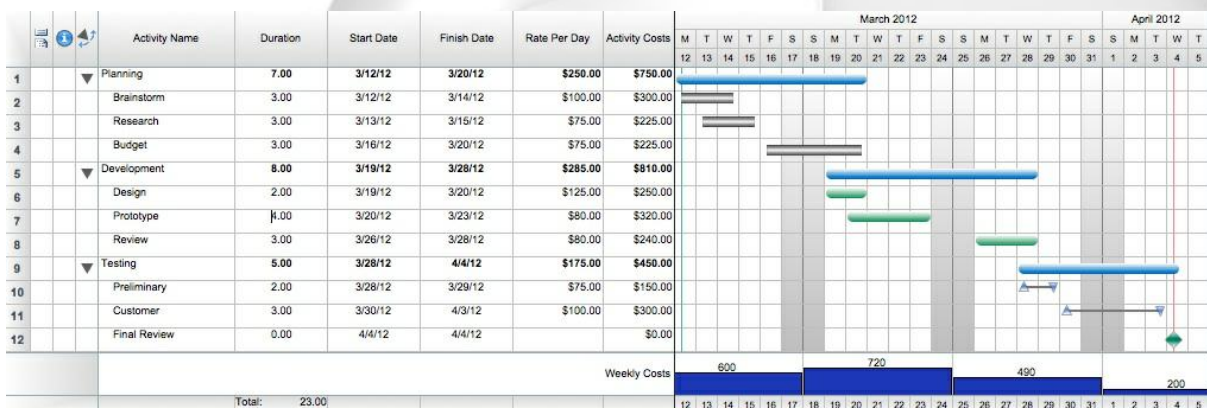 March 2012 April 2012
Activity Name Duration Start Date Finish Date Rate Per Day Activity Costs M T W T F S S M T W T F S S M T W T F S S M T W T
12 13 14 15 16 17 18 19 20 21 22 23 24 25 26 27 28 29 30 31 1 2 3 4 5
1 Planning 7.00 3/12/12 3/20/12 $250.00 $750.00
2 Brainstorm 3.00 3/12/12 3/14/12 $100.00 $300.00
3 Research 3.00 3/13/12 3/15/12 $75.00 $225.00
4 Budget 3.00 3/16/12 3/20/12 $75.00 $225.00
5 Development 8.00 3/19/12 3/28/12 $285.00 $810.00
6 Design 2.00 3/19/12 3/20/12 $125.00 $250.00
7 Prototype 4.00 3/20/12 3/23/12 $80.00 $320.00
8 Review 3.00 3/26/12 3/28/12 $80.00 $240.00
9 Testing 5.00 3/28/12 4/4/12 $175.00 $450.00
10 Preliminary 2.00 3/28/12 3/29/12 $75.00 $150.00
11 Customer 3.00 3/30/12 4/3/12 $100.00 $300.00
12 Final Review 0.00 4/4/12 4/4/12 $0.00
Weekly Costs 600 720 490 200
Total: 23.00 12 13 14 15 16 17 18 19 20 21 22 23 24 25 26 27 28 29 30 31 1 2 3 4 5